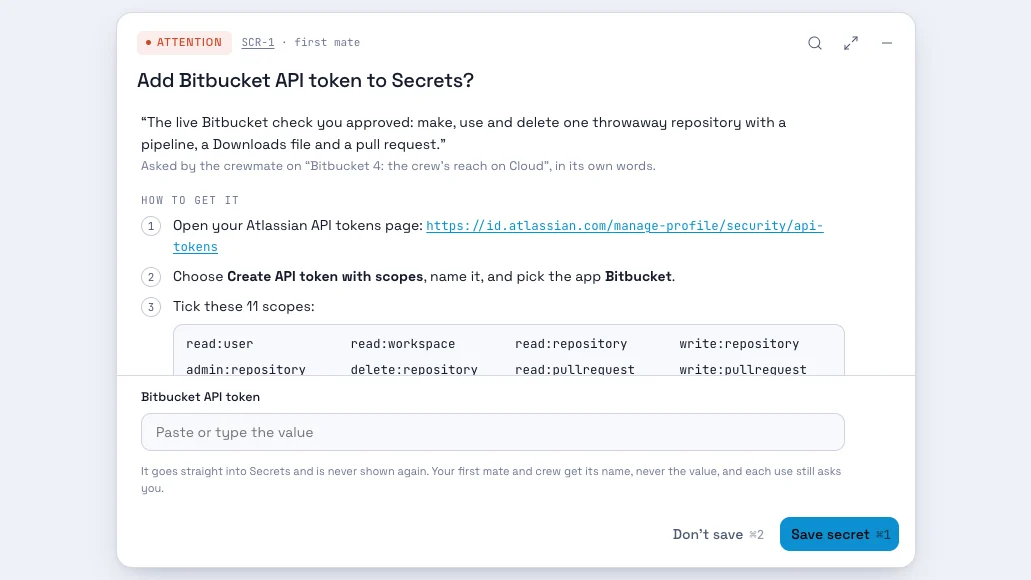 ATTENTION SCR-1 · first mate
Add Bitbucket API token to Secrets?
“The live Bitbucket check you approved: make, use and delete one throwaway repository with a
pipeline, a Downloads file and a pull request.”
Asked by the crewmate on “Bitbucket 4: the crew’s reach on Cloud”, in its own words.
HOW TO GET IT
1 Open your Atlassian API tokens page: https://id.atlassian.com/manage-profile/security/api-
tokens
2 Choose Create API token with scopes, name it, and pick the app Bitbucket.
3 Tick these 11 scopes:
read:user read:workspace read:repository write:repository
admin:repository delete:repository read:pullrequest write:pullrequest
Bitbucket API token
Paste or type the value
It goes straight into Secrets and is never shown again. Your first mate and crew get its name, never the value, and each use still asks
you.
Don’t save ⌘2 Save secret ⌘1